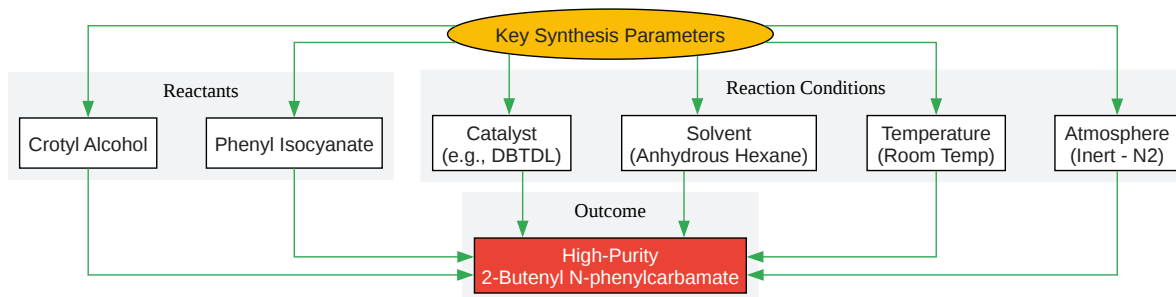 Key Synthesis Parameters
Reactants
Reaction Conditions
Crotyl Alcohol
Phenyl Isocyanate
Catalyst
(e.g., DBTDL)
Solvent
(Anhydrous Hexane)
Temperature
(Room Temp)
Atmosphere
(Inert - N2)
Outcome
High-Purity
2-Butenyl N-phenylcarbamate